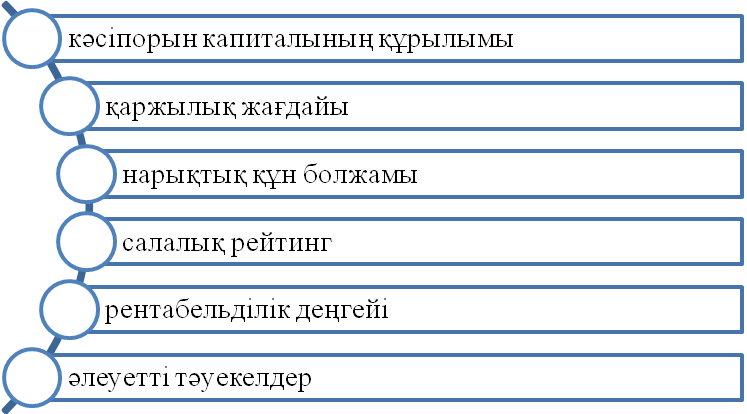 кәсіпорын капиталының құрылымы
қаржылық жағдайы
нарықтық құн болжамы
салалық рейтинг
рентабельділік деңгейі
әлеуетті тәуекелдер